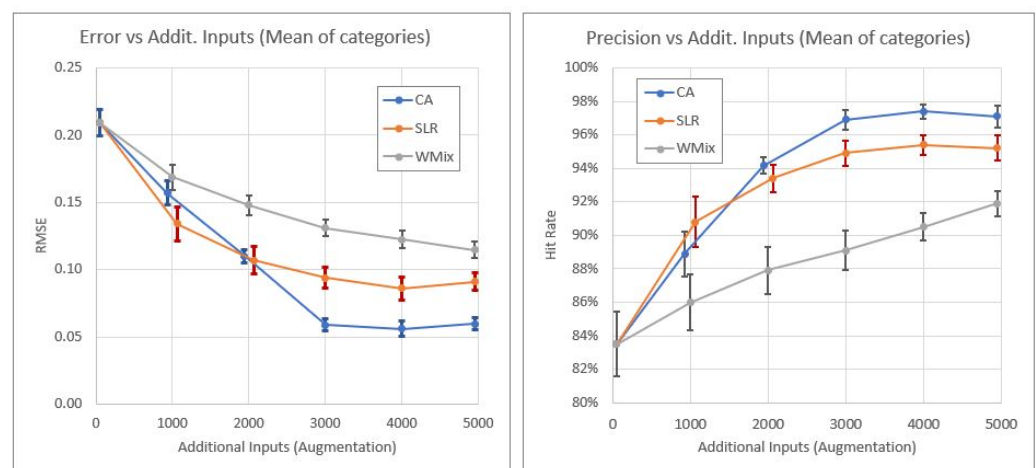 Error vs Addit. Inputs (Mean of categories)
0.25
0.20
0.15
0.10
0.05
0.00
RMSE
CA
SLR
WMix
0 1000 2000 3000 4000 5000
Additional Inputs (Augmentation)
Precision vs Addit. Inputs (Mean of categories)
100%
98%
96%
94%
92%
90%
88%
86%
84%
82%
80%
Hit Rate
CA
SLR
WMix
0 1000 2000 3000 4000 5000
Additional Inputs (Augmentation)